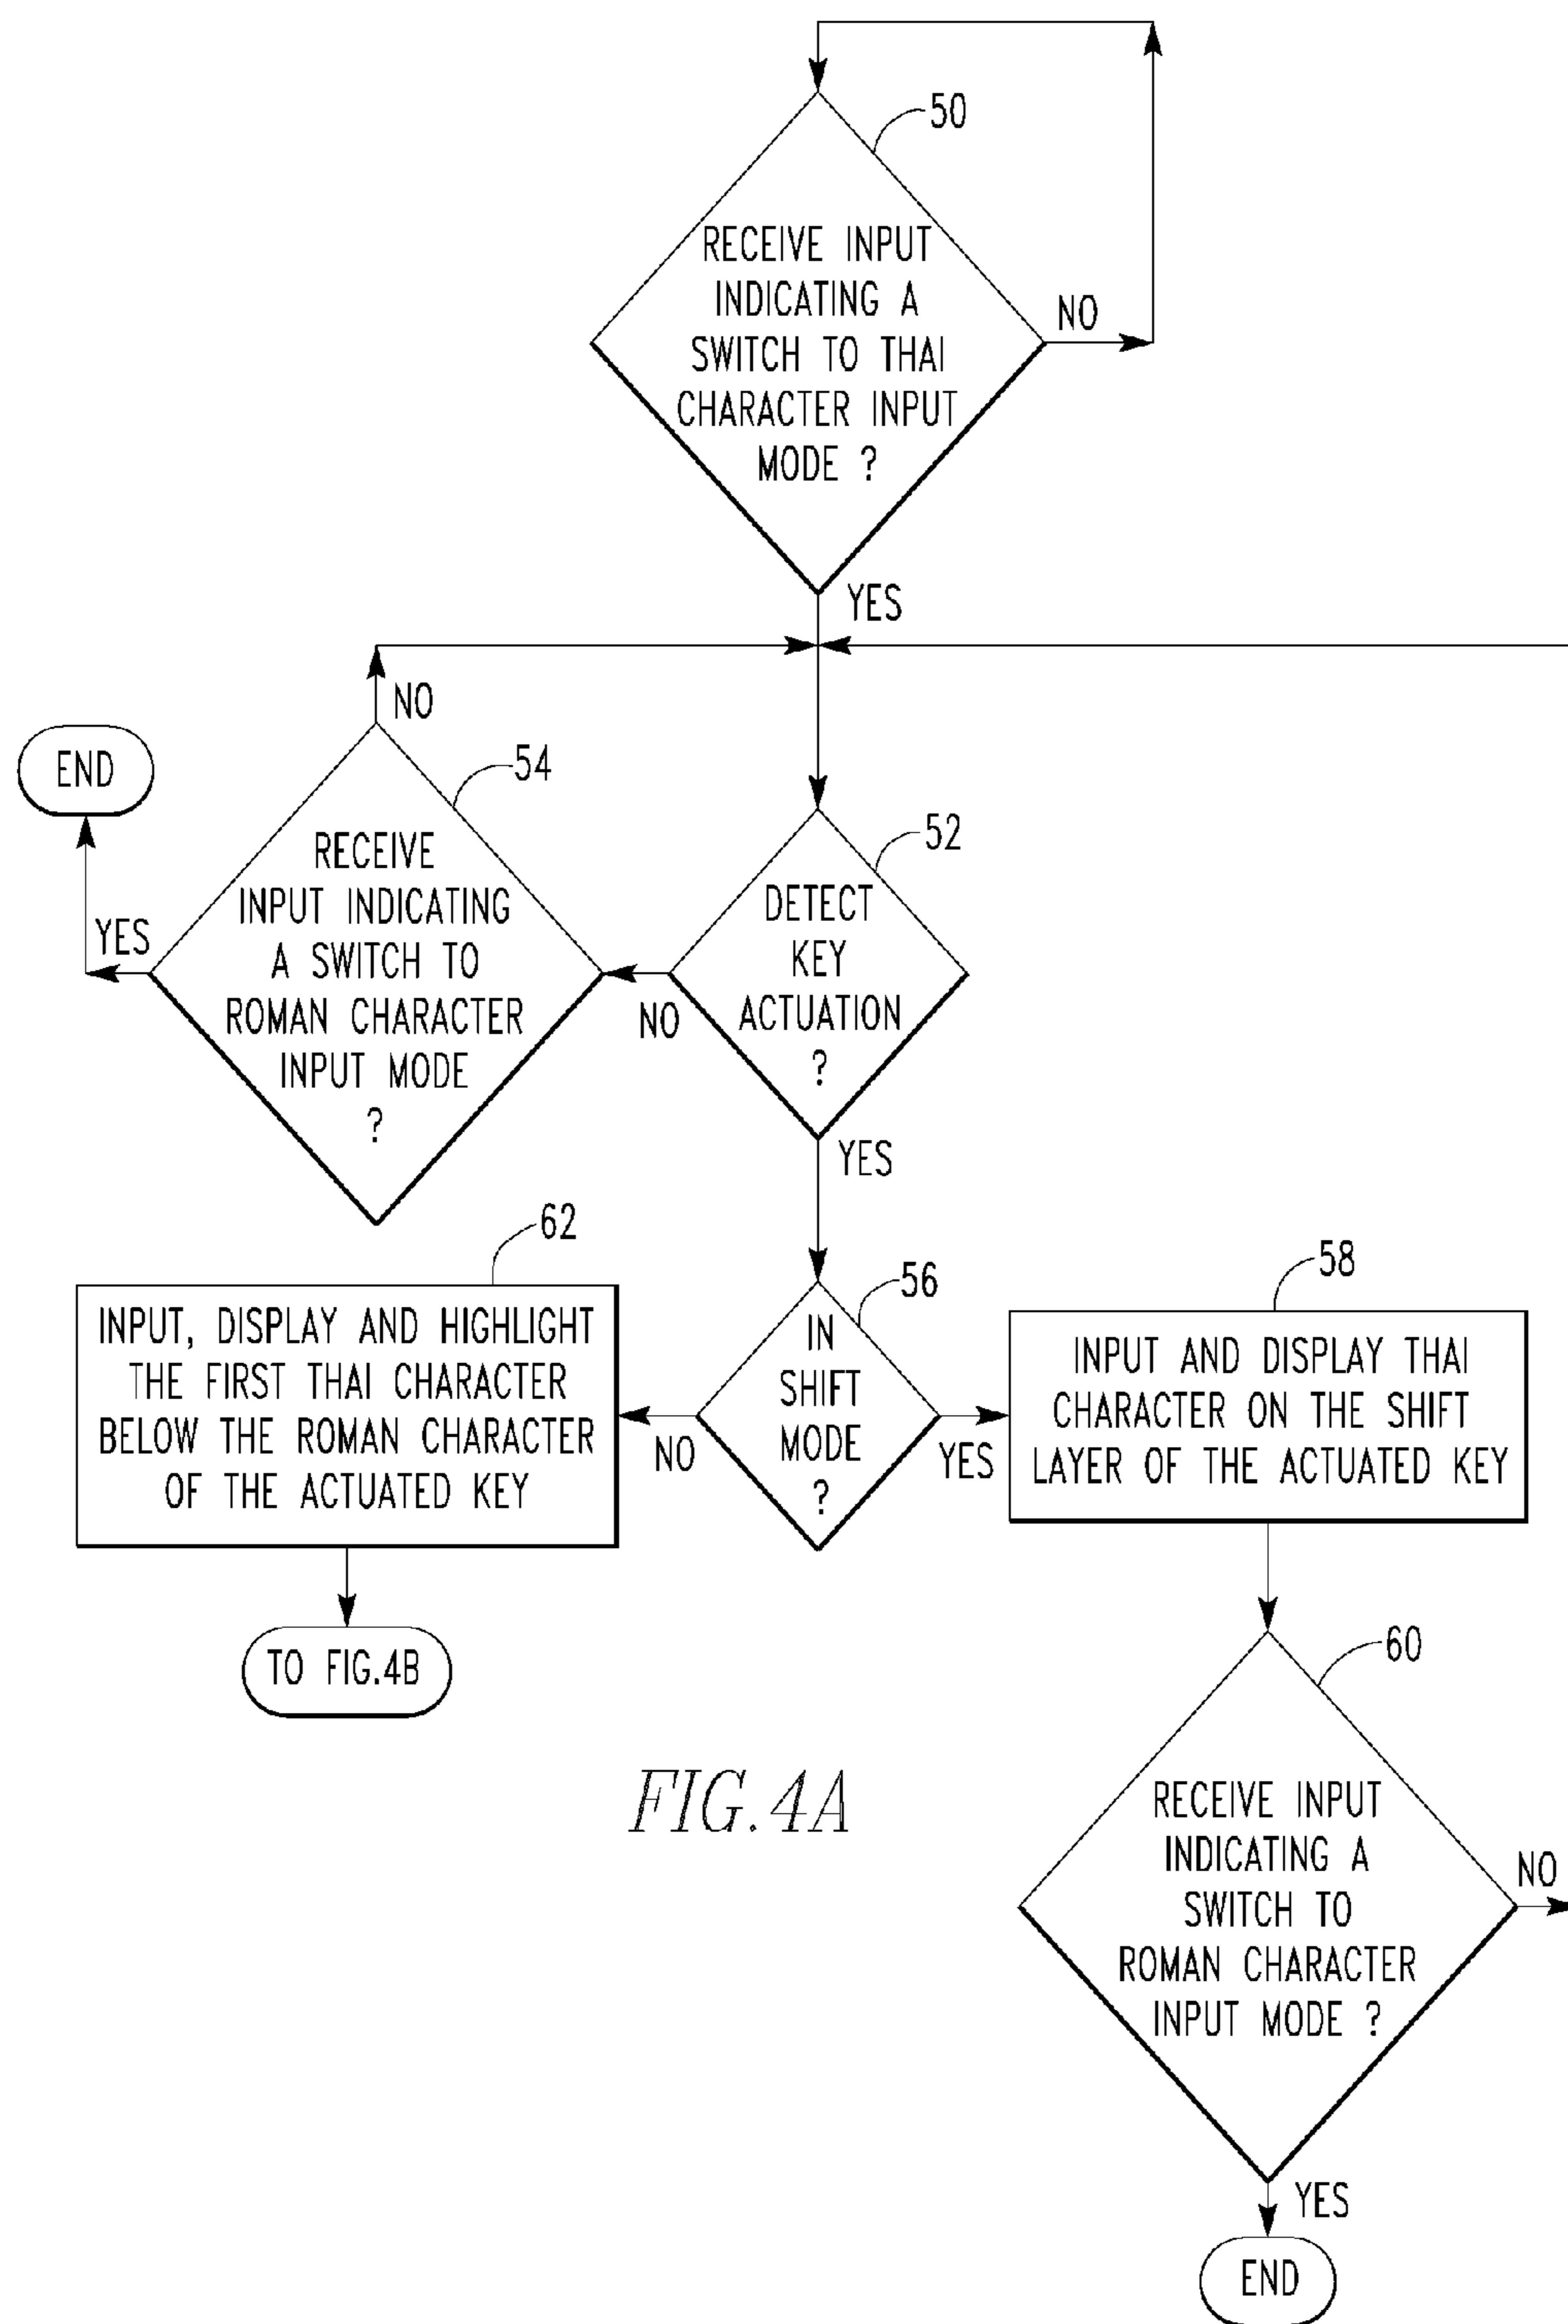 50
RECEIVE INPUT
INDICATING A
SWITCH TO THAI
CHARACTER INPUT
MODE ?
NO
YES
NO
END
54
52
RECEIVE
INPUT INDICATING
A SWITCH TO
ROMAN CHARACTER
INPUT MODE
?
YES
DETECT
KEY
ACTUATION
?
NO
YES
62
56
58
INPUT, DISPLAY AND HIGHLIGHT
THE FIRST THAI CHARACTER
BELOW THE ROMAN CHARACTER
OF THE ACTUATED KEY
IN
SHIFT
MODE
?
NO
YES
INPUT AND DISPLAY THAI
CHARACTER ON THE SHIFT
LAYER OF THE ACTUATED KEY
TO FIG.4B
60
RECEIVE INPUT
INDICATING A
SWITCH TO
ROMAN CHARACTER
INPUT MODE ?
NO
YES
END
FIG.4A